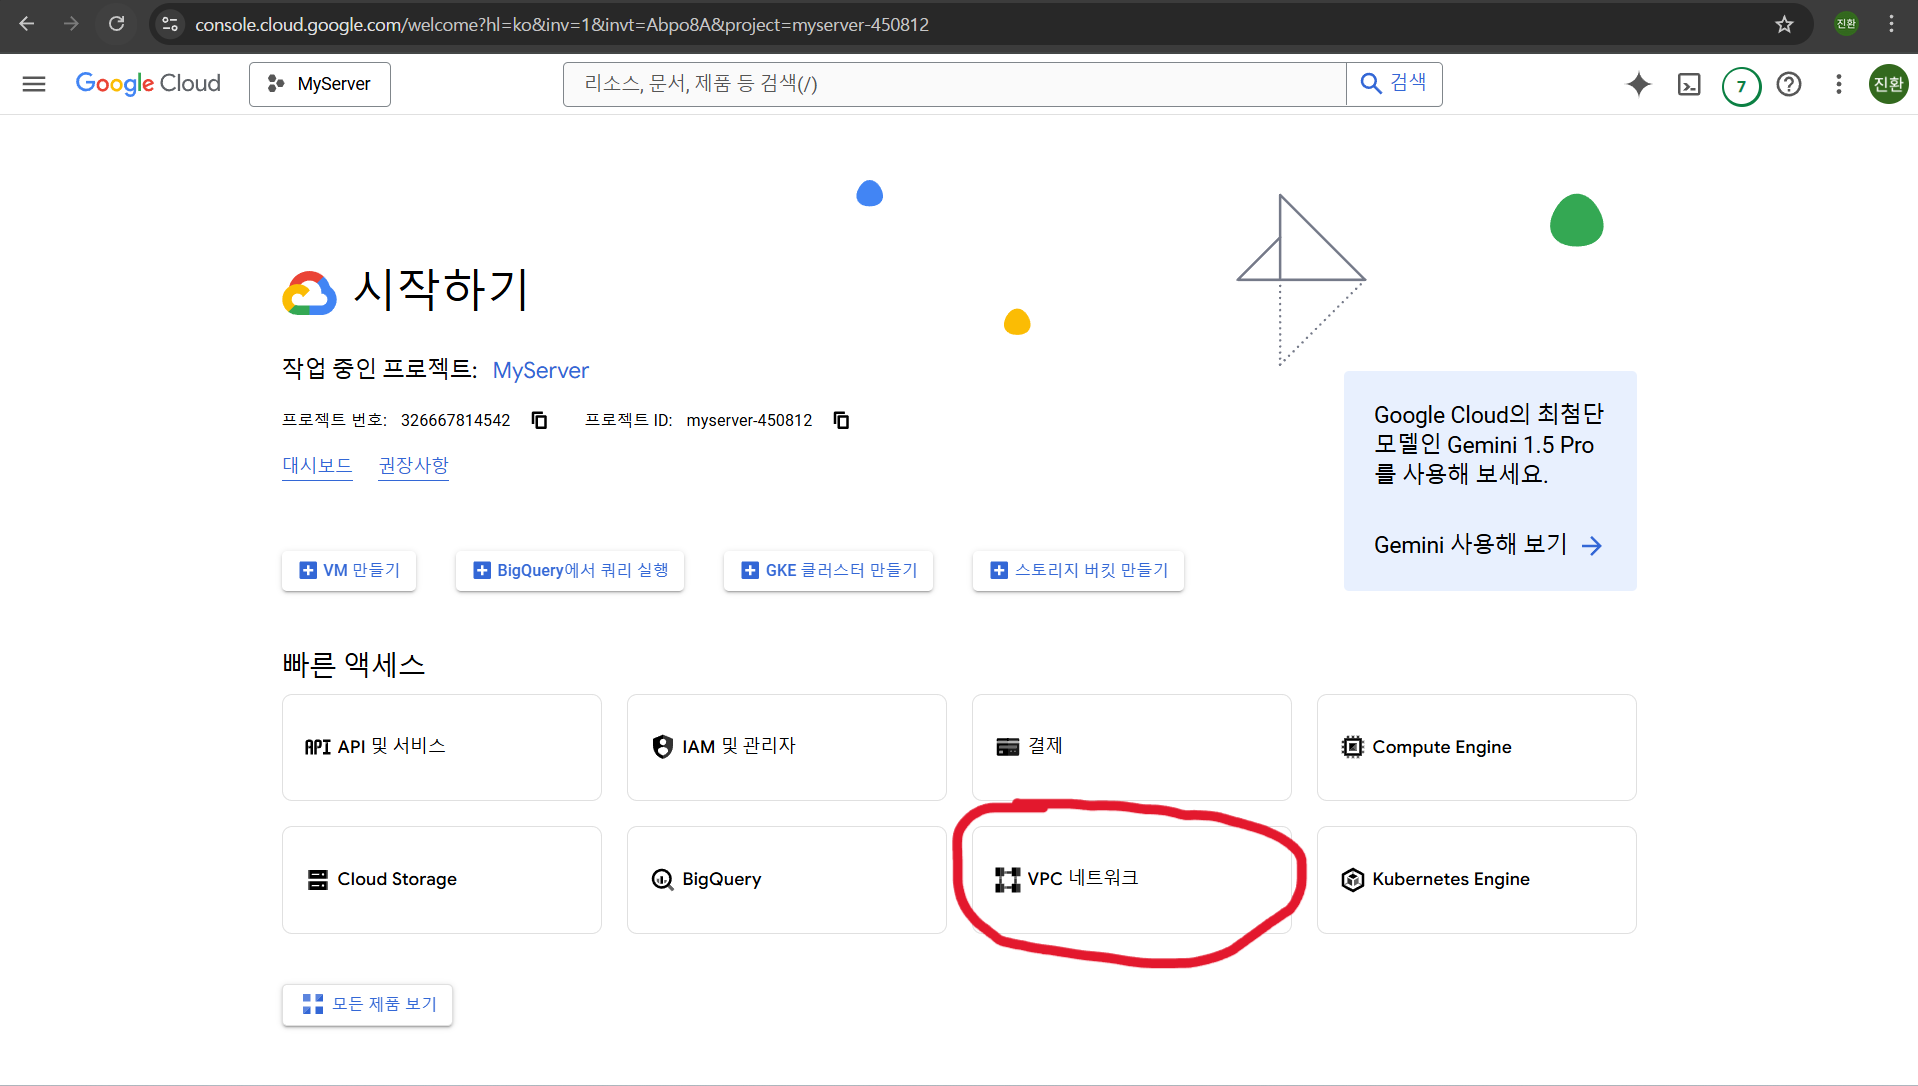 console.cloud.google.com/welcome?hl=ko&inv=1&invt=Abpo8A&project=myserver-450812
진환
Google Cloud
MyServer
리소스, 문서, 제품 등 검색(/)
검색
7
진환
시작하기
작업 중인 프로젝트: MyServer
프로젝트 번호: 326667814542 프로젝트 ID: myserver-450812
대시보드 권장사항
Google Cloud의 최첨단
모델인 Gemini 1.5 Pro
를 사용해 보세요.
Gemini 사용해 보기
VM 만들기
BigQuery에서 쿼리 실행
GKE 클러스터 만들기
스토리지 버킷 만들기
빠른 액세스
API API 및 서비스
IAM 및 관리자
결제
Compute Engine
Cloud Storage
BigQuery
VPC 네트워크
Kubernetes Engine
모든 제품 보기